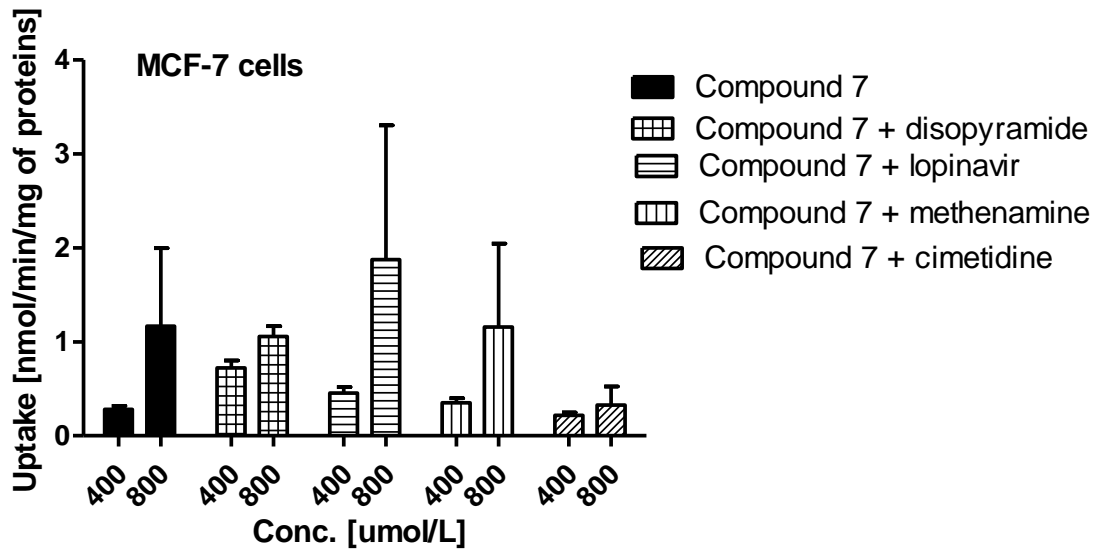 MCF-7 cells
Uptake [nmol/min/mg of proteins]
4
3
2
1
0
400
800
400
800
400
800
400
800
400
800
Conc. [umol/L]
Compound 7
Compound 7 + disopyramide
Compound 7 + lopinavir
Compound 7 + methenamine
Compound 7 + cimetidine